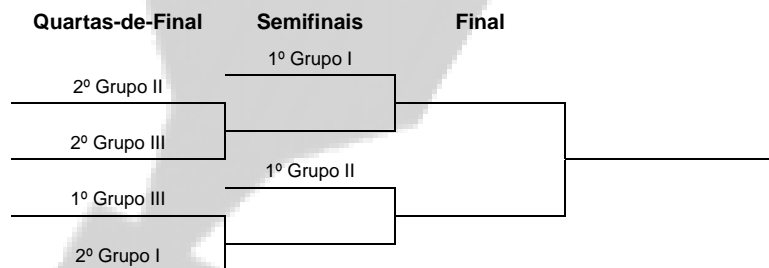 Quartas-de-Final Semifinais Final
1º Grupo I
2º Grupo II
2º Grupo III
1º Grupo II
1º Grupo III
2º Grupo I